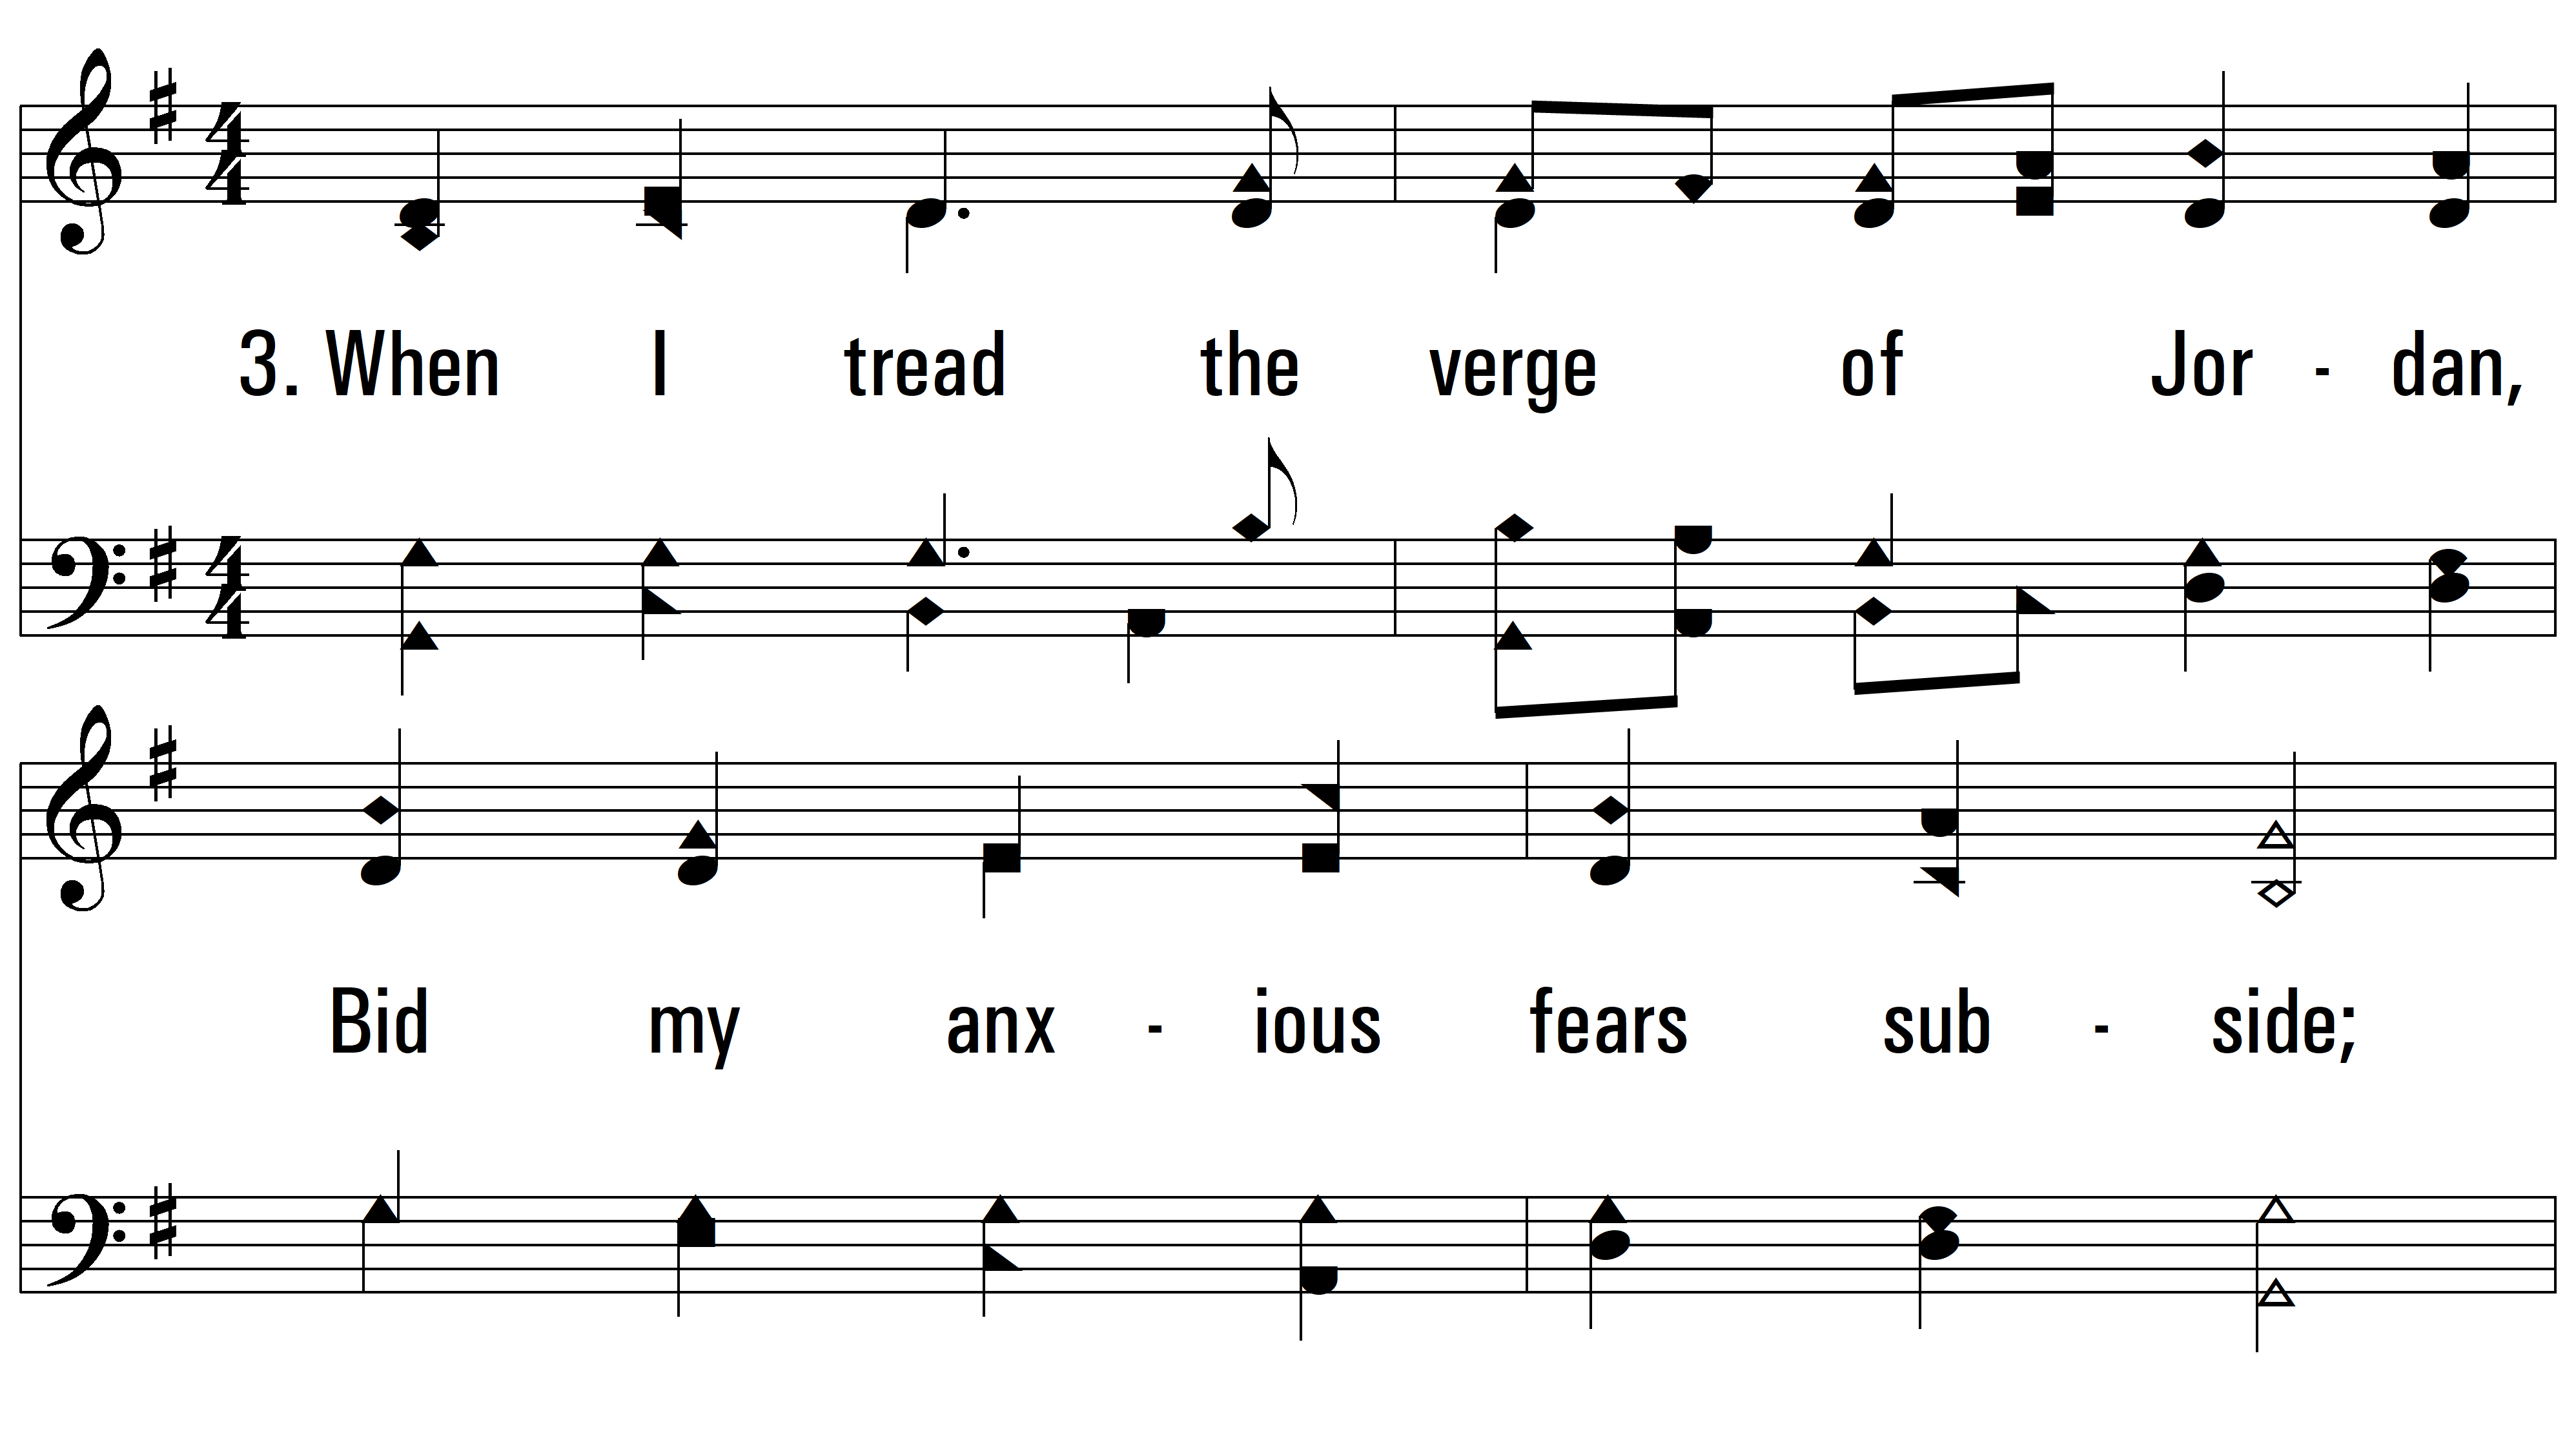 3. When I tread the verge of Jor - dan,
Bid my anx - ious fears sub - side;